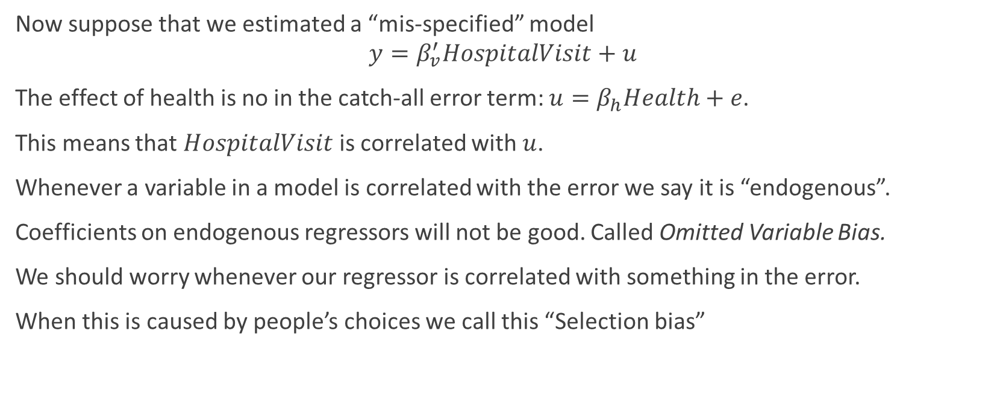 Now suppose that we estimated a “mis-specified” model
y = β′ᵥHospitalVisit + u
The effect of health is no in the catch-all error term: u = βₕHealth + e.
This means that HospitalVisit is correlated with u.
Whenever a variable in a model is correlated with the error we say it is “endogenous”.
Coefficients on endogenous regressors will not be good. Called Omitted Variable Bias.
We should worry whenever our regressor is correlated with something in the error.
When this is caused by people’s choices we call this “Selection bias”